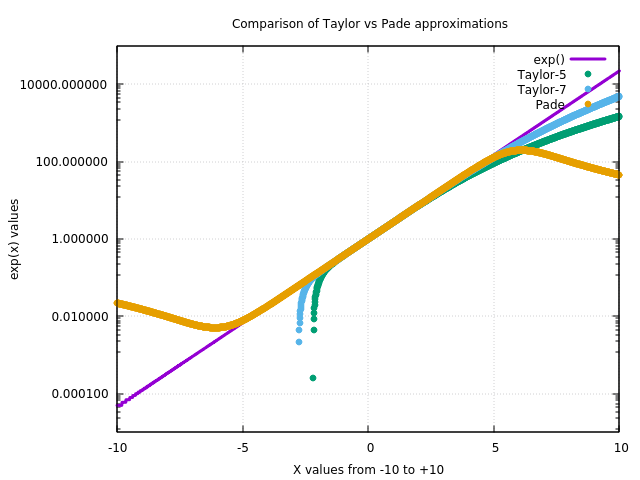 Comparison of Taylor vs Pade approximations
exp()
Taylor-5
Taylor-7
Pade
10000.000000
100.000000
1.000000
0.010000
0.000100
exp(x) values
-10
-5
0
5
10
X values from -10 to +10